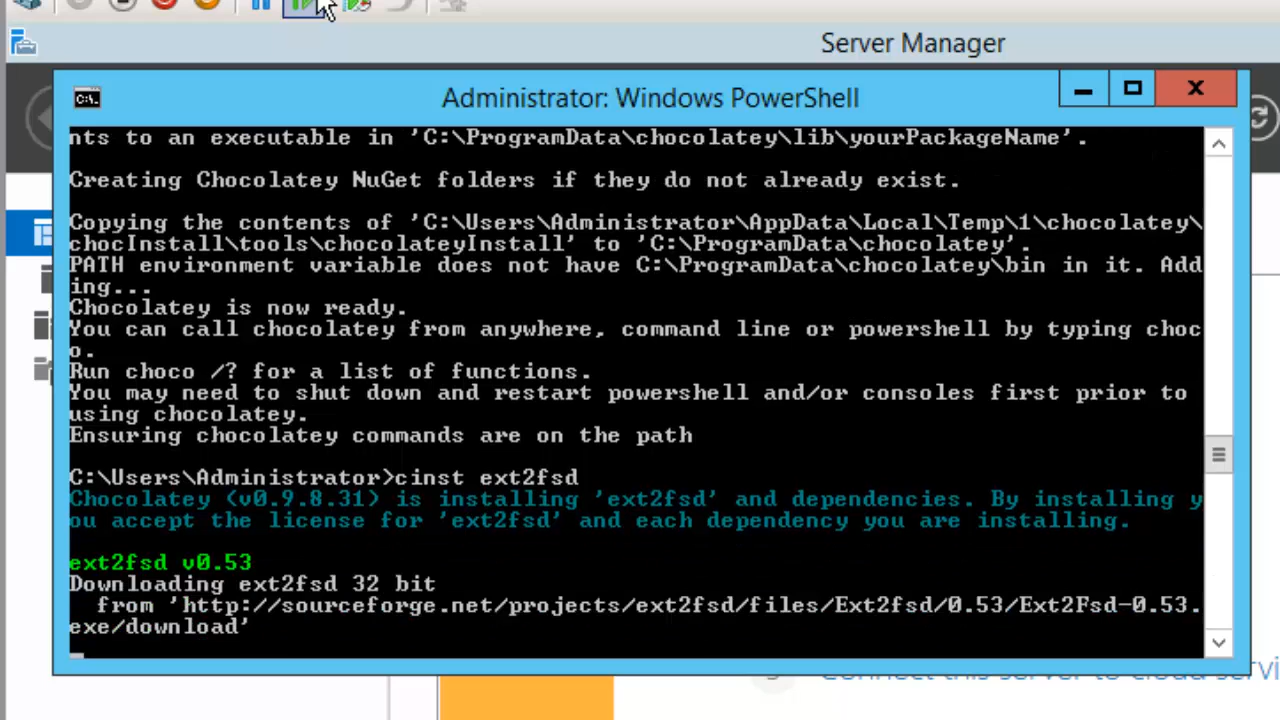 Server Manager
Administrator: Windows PowerShell
nts to an executable in 'C:\ProgramData\chocolatey\lib\yourPackageName'.
Creating Chocolatey NuGet folders if they do not already exist.
Copying the contents of 'C:\Users\Administrator\AppData\Local\Temp\1\chocolatey\
chocInstall\tools\chocolateyInstall' to 'C:\ProgramData\chocolatey'.
PATH environment variable does not have C:\ProgramData\chocolatey\bin in it. Add
ing...
Chocolatey is now ready.
You can call chocolatey from anywhere, command line or powershell by typing choc
o.
Run choco /? for a list of functions.
You may need to shut down and restart powershell and/or consoles first prior to
using chocolatey.
Ensuring chocolatey commands are on the path
C:\Users\Administrator>cinst ext2fsd
Chocolatey (v0.9.8.31) is installing 'ext2fsd' and dependencies. By installing y
ou accept the license for 'ext2fsd' and each dependency you are installing.
ext2fsd v0.53
Downloading ext2fsd 32 bit
from 'http://sourceforge.net/projects/ext2fsd/files/Ext2fsd/0.53/Ext2Fsd-0.53.
exe/download'
Connect this server to cloud servi